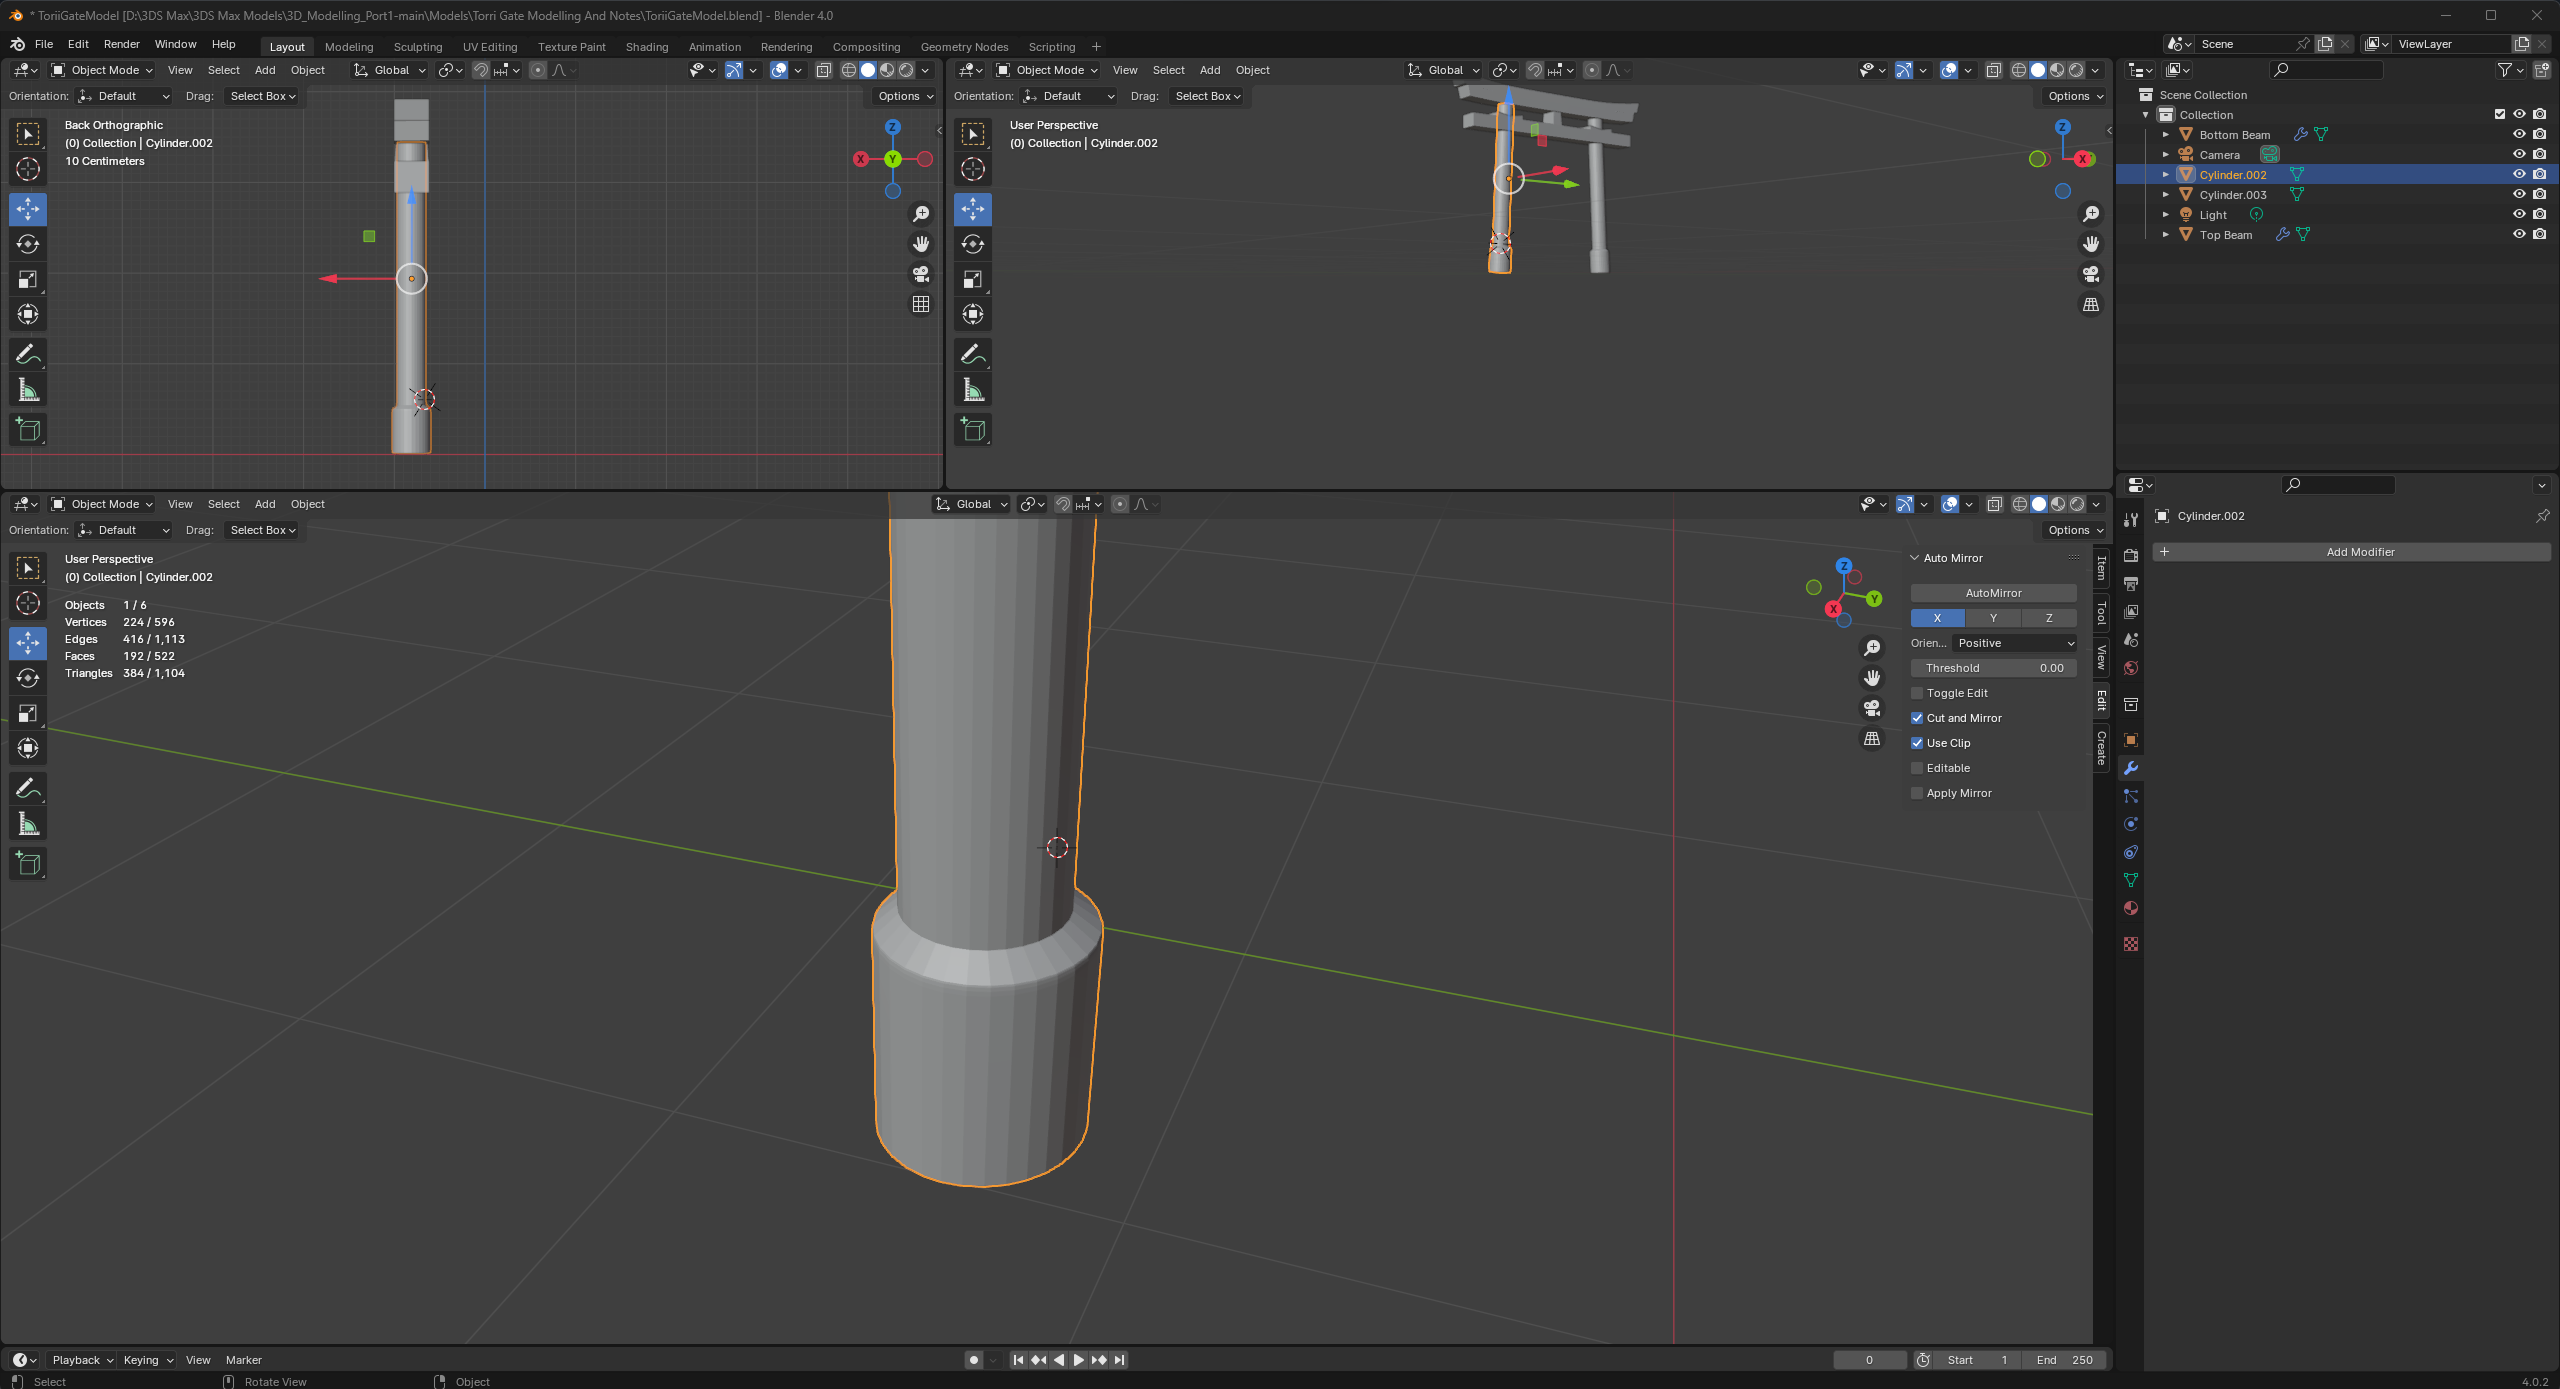 * ToriiGateModel [D:\3DS Max\3DS Max Models\3D_Modelling_Port1-main\Models\Torri Gate Modelling And Notes\ToriiGateModel.blend] - Blender 4.0
File Edit Render Window Help Layout Modeling Sculpting UV Editing Texture Paint Shading Animation Rendering Compositing Geometry Nodes Scripting + Scene ViewLayer
Object Mode View Select Add Object Global
Orientation: Default Drag: Select Box Options
Back Orthographic
(0) Collection | Cylinder.002
10 Centimeters
Z
X Y
Object Mode View Select Add Object Global
Orientation: Default Drag: Select Box Options
User Perspective
(0) Collection | Cylinder.002
Z
X
Scene Collection
Collection
Bottom Beam
Camera
Cylinder.002
Cylinder.003
Light
Top Beam
Object Mode View Select Add Object Global
Orientation: Default Drag: Select Box Options
User Perspective
(0) Collection | Cylinder.002
Objects 1 / 6
Vertices 224 / 596
Edges 416 / 1,113
Faces 192 / 522
Triangles 384 / 1,104
Z
Y
X
Auto Mirror
AutoMirror
X Y Z
Orien... Positive
Threshold 0.00
Toggle Edit
Cut and Mirror
Use Clip
Editable
Apply Mirror
Item
Tool
View
Edit
Create
Cylinder.002
Add Modifier
Playback Keying View Marker 0 Start 1 End 250
Select Rotate View Object 4.0.2